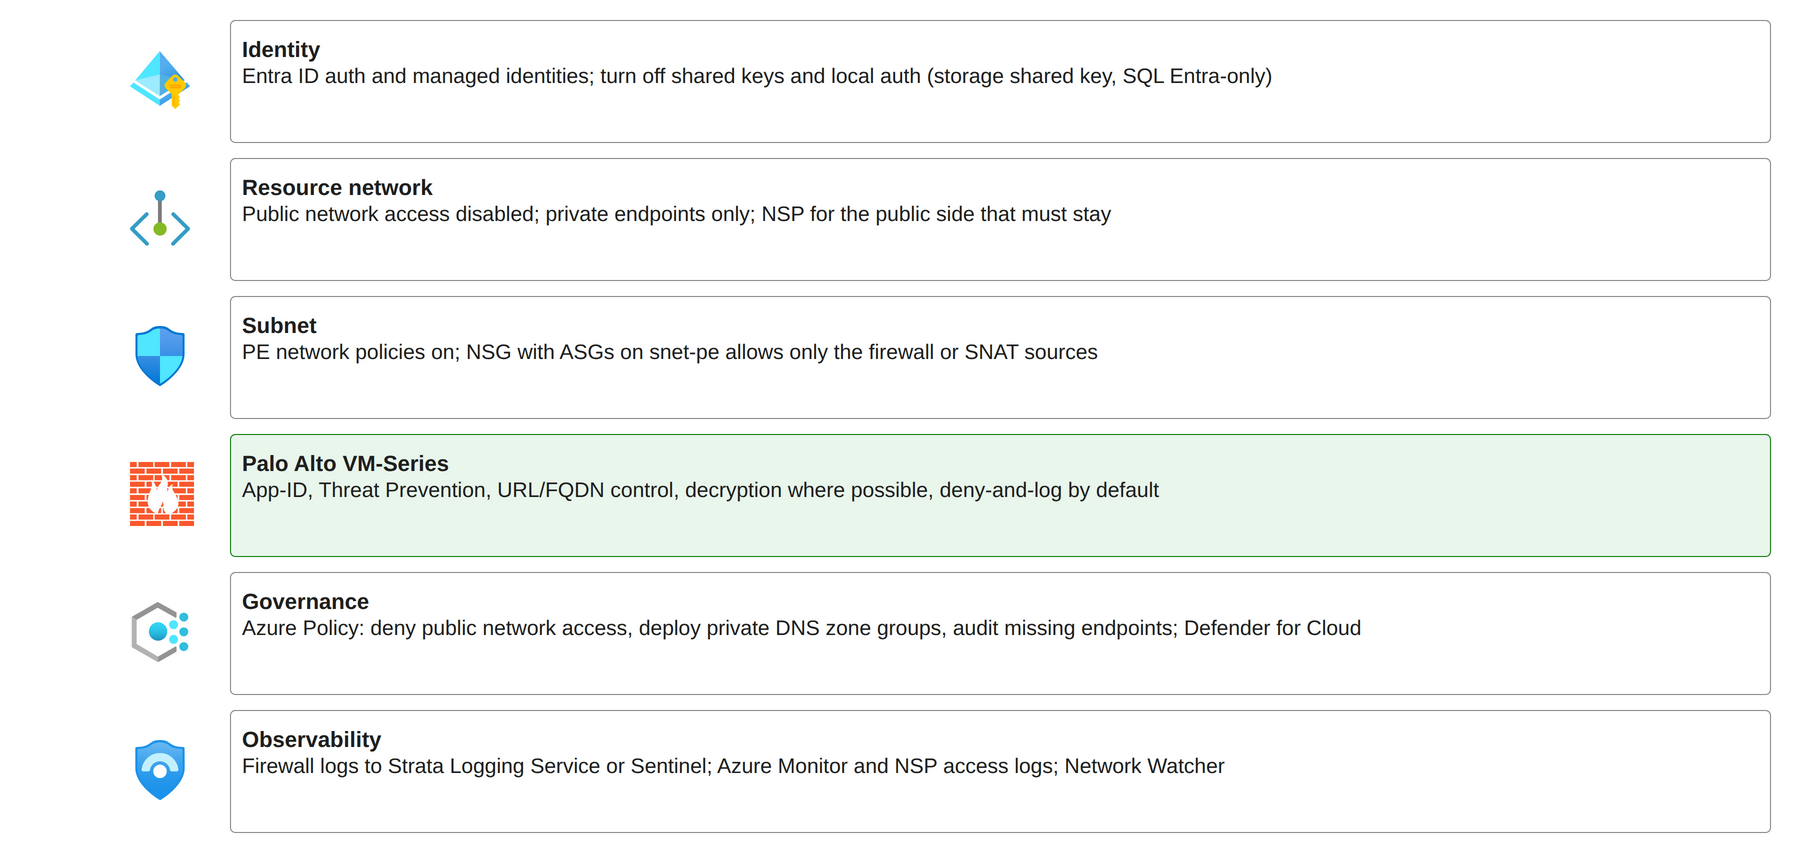 Identity
Entra ID auth and managed identities; turn off shared keys and local auth (storage shared key, SQL Entra-only)
Resource network
Public network access disabled; private endpoints only; NSP for the public side that must stay
Subnet
PE network policies on; NSG with ASGs on snet-pe allows only the firewall or SNAT sources
Palo Alto VM-Series
App-ID, Threat Prevention, URL/FQDN control, decryption where possible, deny-and-log by default
Governance
Azure Policy: deny public network access, deploy private DNS zone groups, audit missing endpoints; Defender for Cloud
Observability
Firewall logs to Strata Logging Service or Sentinel; Azure Monitor and NSP access logs; Network Watcher